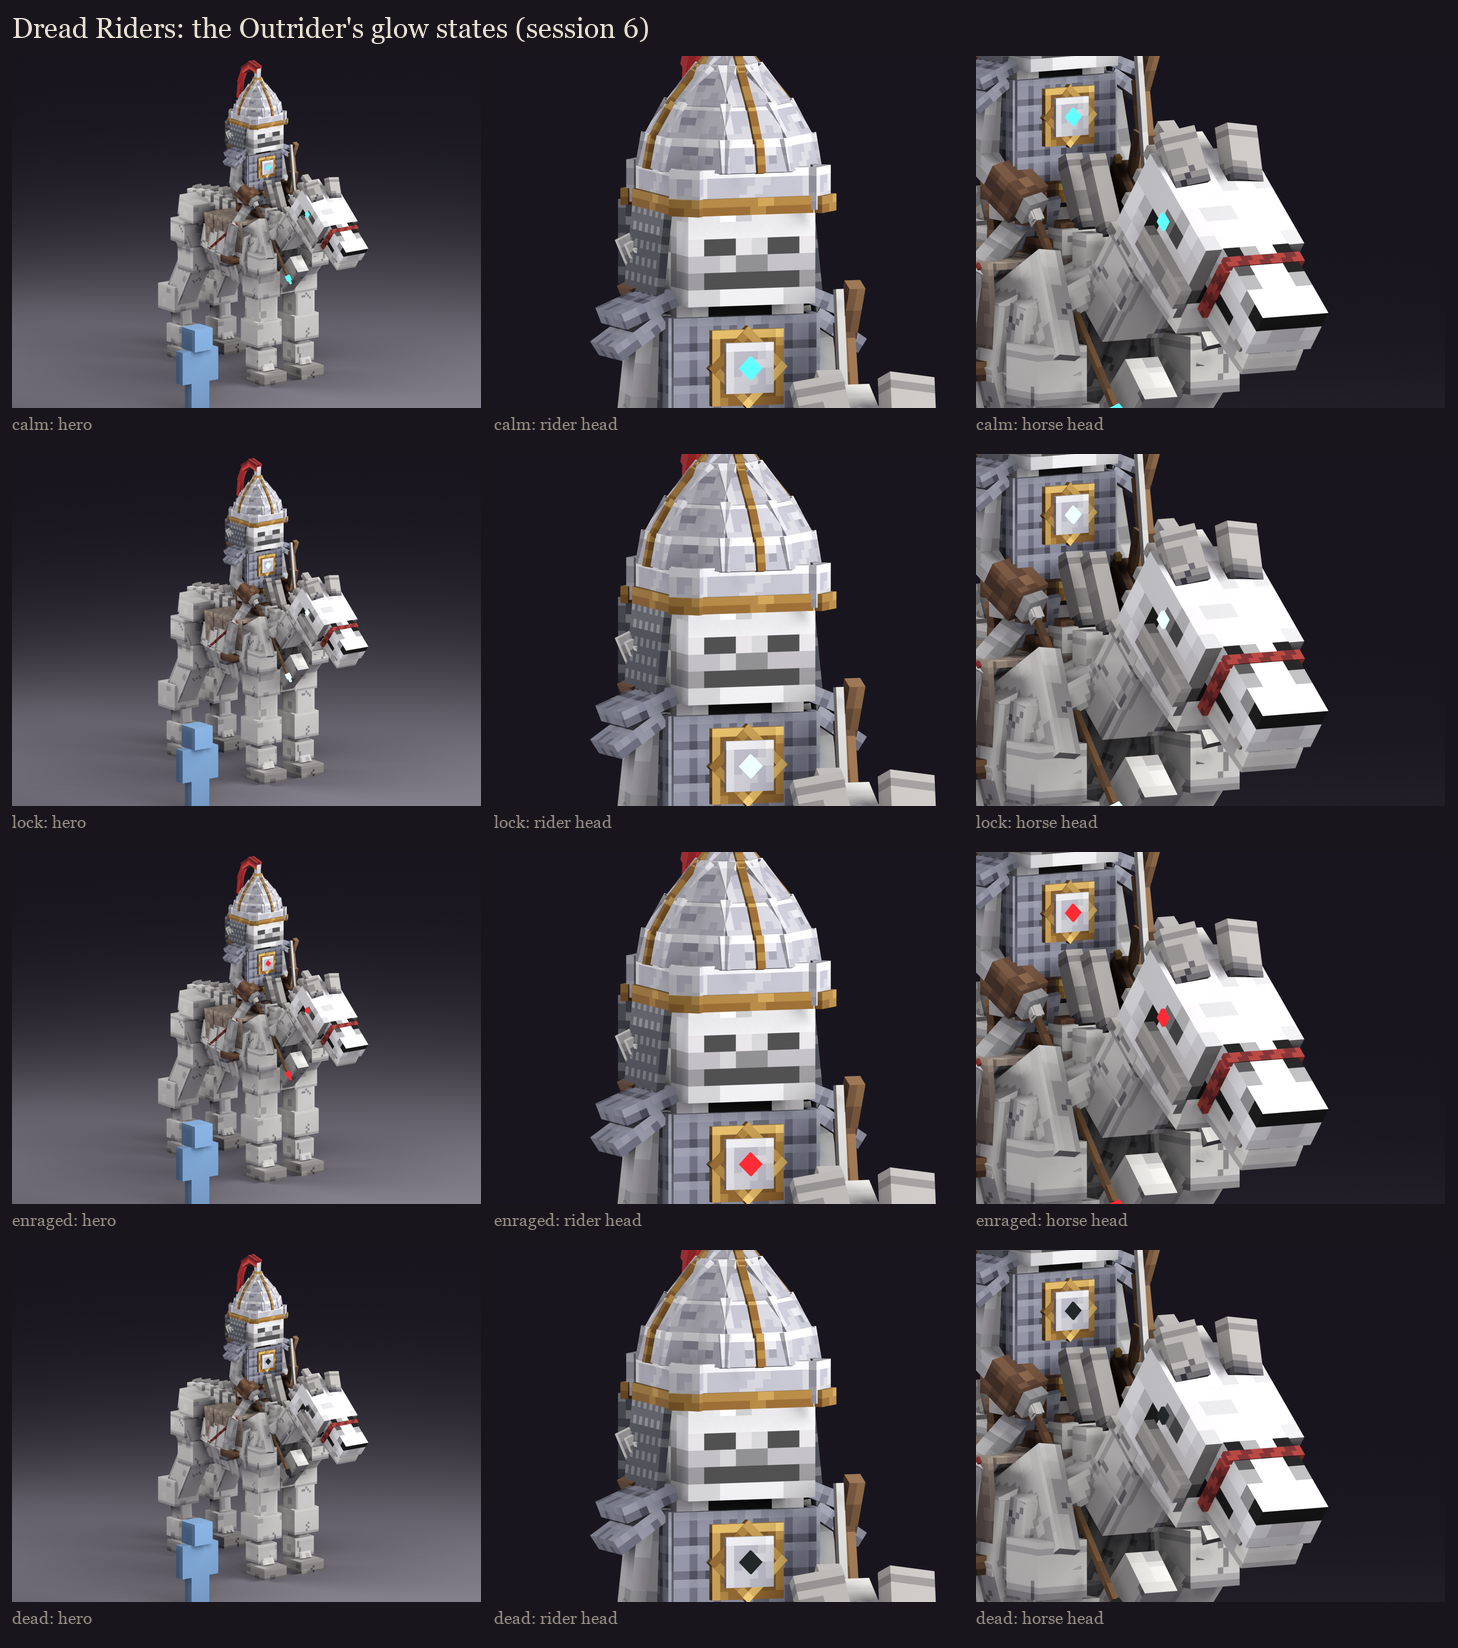 Dread Riders: the Outrider's glow states (session 6)
calm: hero
calm: rider head
calm: horse head
lock: hero
lock: rider head
lock: horse head
enraged: hero
enraged: rider head
enraged: horse head
dead: hero
dead: rider head
dead: horse head